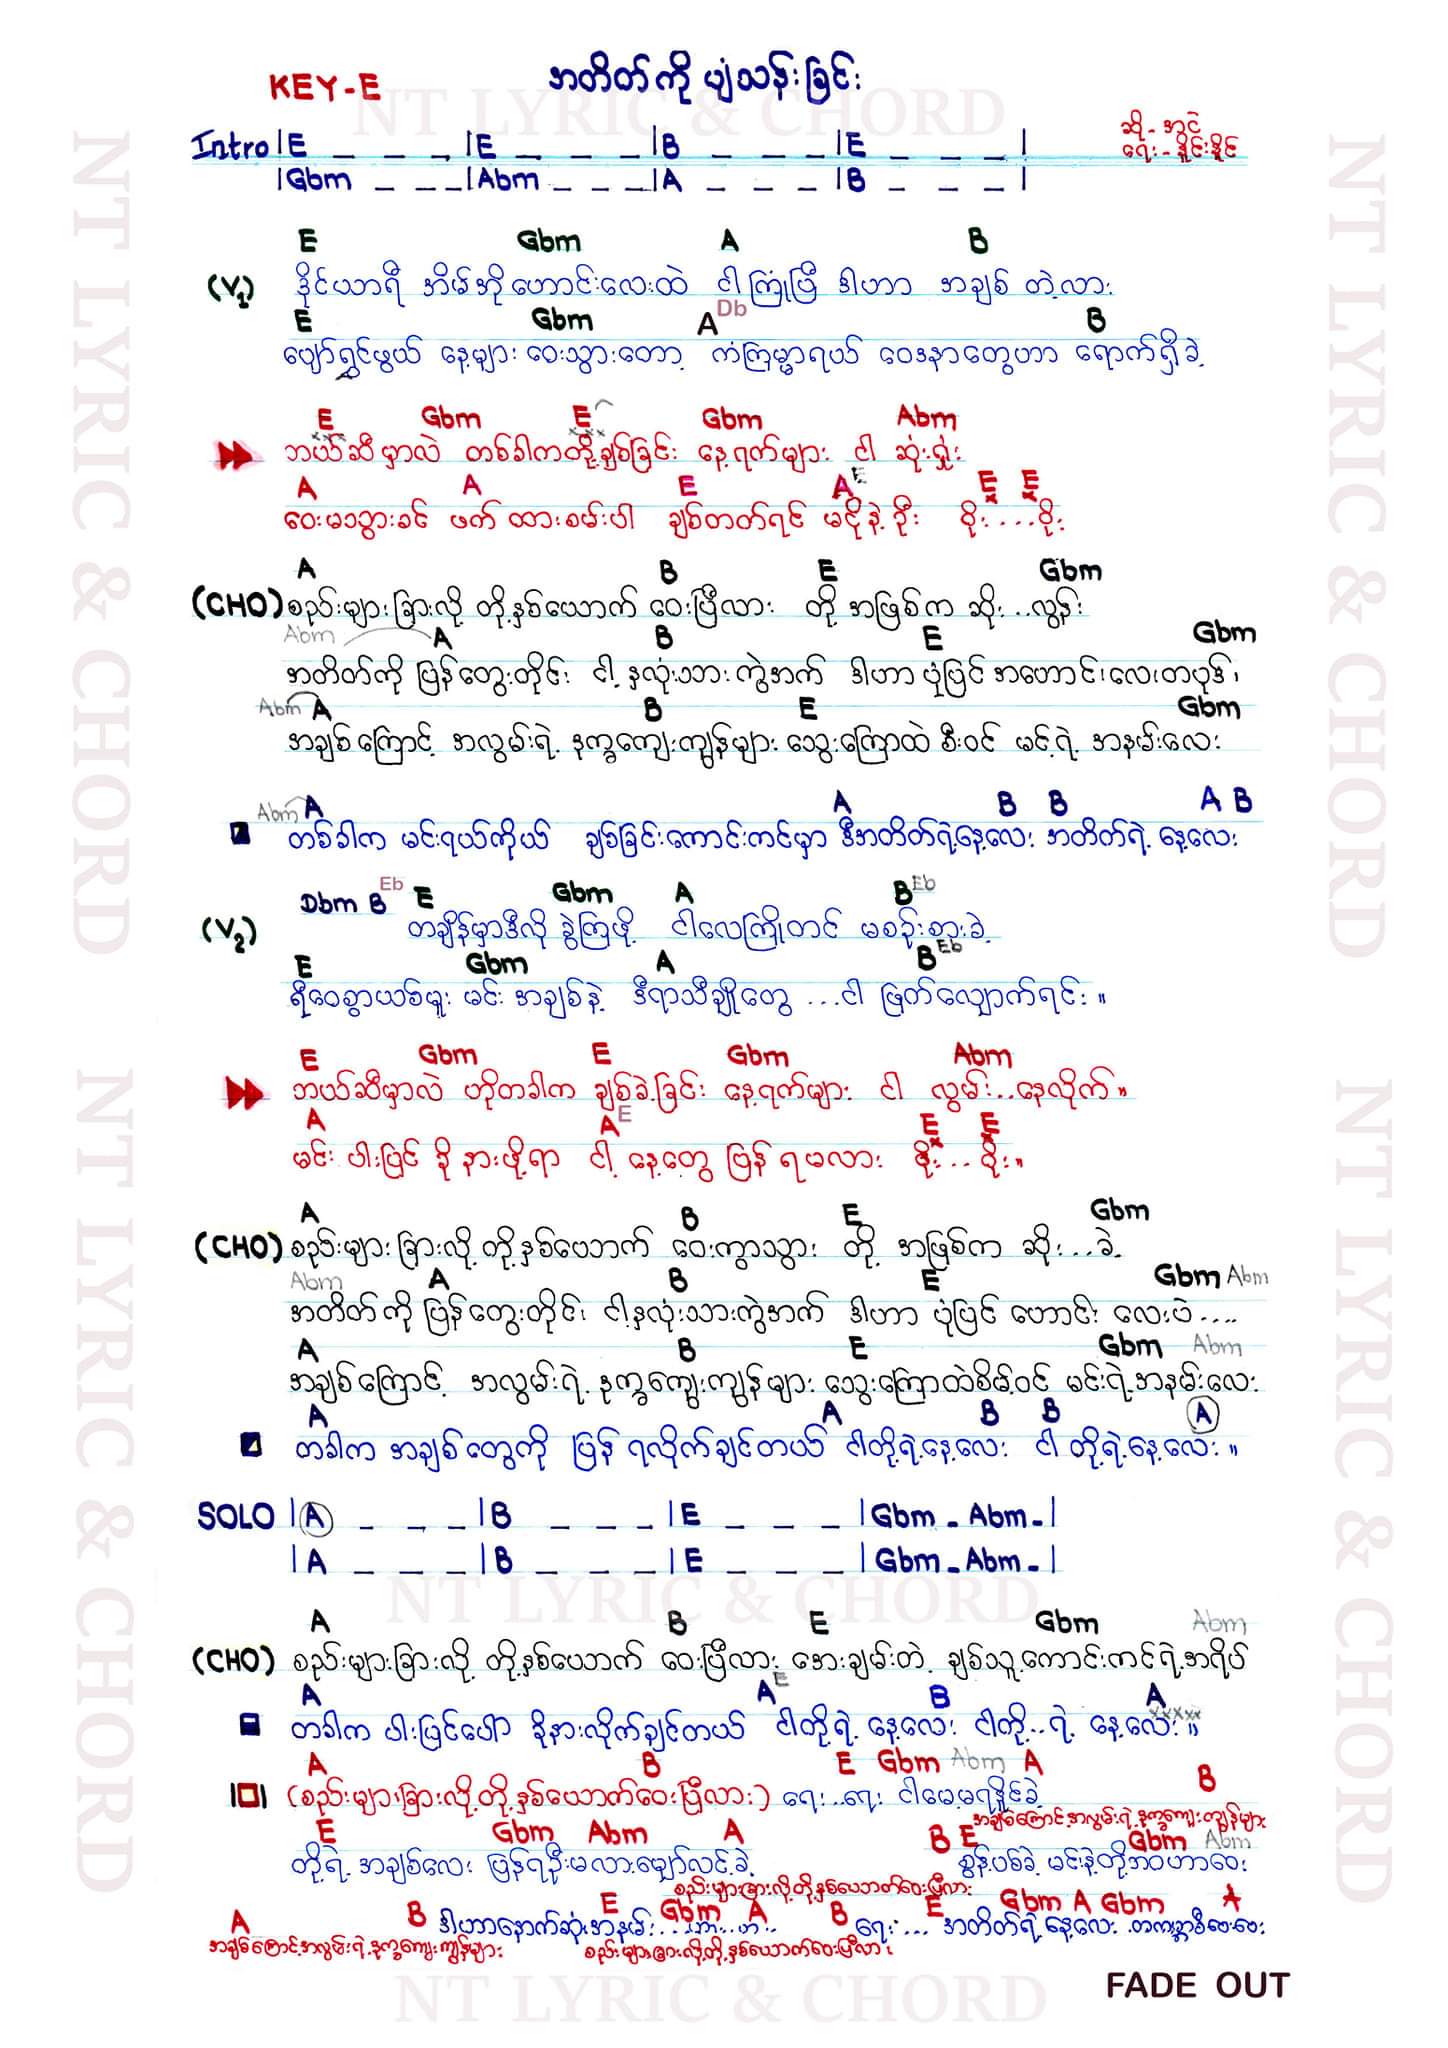 အတိတ်ကို ပျံသန်းခြင်း
KEY-E
NT LYRIC & CHORD
ဆို - အငဲ
ရေး -
Intro |E _ _ _ |E _ _ _ |B _ _ _ |E _ _ _ |
|Gbm _ _ _ |Abm _ _ _ |A _ _ _ |B _ _ _ |
E Gbm A B
(V1) ဒိုင်ယာရီ အိမ်အိုဟောင်းလေးထဲ ငါကြုံပြီ ဒါဟာ အချစ် တဲ့လား
E Gbm A Db B
ပျော်ရွှင်ဖွယ် နေ့များ ဝေးသွားတော့ ကံကြမ္မာရယ် ဝေဒနာတွေဟာ ရောက်ရှိခဲ့
E Gbm E Gbm Abm
ဘယ်ဆီမှာလဲ တစ်ခါကတို့ချစ်ခြင်း နေ့ရက်များ ငါ ဆုံးရှုံး
A A E A E E E
ဝေးမသွားခင် ဖက် ထားစမ်းပါ ချစ်တတ်ရင် မငိုနဲ့ဦး
A B E Gbm
(CHO) စည်းများခြားလို့ တို့နှစ်ယောက် ဝေးပြီလား တို့ အဖြစ်က ဆိုး...လွန်း
Abm A B E Gbm
အတိတ်ကို ပြန်တွေးတိုင်း ငါ့ နှလုံးသား ကွဲအက် ဒါဟာ ပုံပြင် အဟောင်းလေးတပုဒ်
Abm A B E Gbm
အချစ်ကြောင့် အလွမ်းရဲ့ ဒုက္ခကျေးကျွန်များ သွေးကြောထဲ စီးဝင် မင့်ရဲ့ အနမ်းလေး
Abm A A B B A B
တစ်ခါက မင်းရယ်ကိုယ် ချစ်ခြင်းကောင်းကင်မှာ ဒီအတိတ်ရဲ့နေ့လေး အတိတ်ရဲ့ နေ့လေး
Dbm B Eb E Gbm A B Eb
(V2) တချိန်မှာဒီလို ခွဲကြဖို့ ငါလေကြိုတင် မစဉ်းစားခဲ့
E Gbm A B Eb
ရီဝေစွာယစ်မူး မင်း အချစ်နဲ့ ဒီရာသီချိုတွေ ...ငါ ဖြတ်လျှောက်ရင်း ။
E Gbm E Gbm Abm
ဘယ်ဆီမှာလဲ ဟိုတခါက ချစ်ခဲ့ခြင်း နေ့ရက်များ ငါ လွမ်း...နေလိုက် ။
A A E E E
မင်း ပါးပြင် ခို နားဖို့ရာ ငါ့ နေ့တွေ ပြန် ရမလား
A B E Gbm
(CHO) စည်းများ ခြားလို့ တို့နှစ်ယောက် ဝေးကွာသွား တို့ အဖြစ်က ဆိုး...ခဲ့
Abm A B E Gbm Abm
အတိတ်ကို ပြန်တွေးတိုင်း ငါ့နှလုံးသားကွဲအက် ဒါဟာ ပုံပြင် ဟောင်း လေးပဲ....
A B E Gbm Abm
အချစ်ကြောင့် အလွမ်းရဲ့ ဒုက္ခကျေးကျွန်များ သွေးကြောထဲစိမ့်ဝင် မင်းရဲ့အနမ်းလေး
A A B B A
တခါက အချစ်တွေကို ပြန် ရလိုက်ချင်တယ် ငါတို့ရဲ့နေ့လေး ငါ တို့ရဲ့နေ့လေး ။
SOLO |A _ _ _ |B _ _ _ |E _ _ _ |Gbm - Abm - |
|A _ _ _ |B _ _ _ |E _ _ _ |Gbm - Abm - |
NT LYRIC & CHORD
A B E Gbm Abm
(CHO) စည်းများခြားလို့ တို့နှစ်ယောက် ဝေးပြီလား အေးချမ်းတဲ့ ချစ်သူ့ကောင်းကင်ရဲ့အရိပ်
A A E B A
တခါက ပါးပြင်ပေါ် ခိုနားလိုက်ချင်တယ် ငါတို့ရဲ့ နေ့လေး ငါတို့..ရဲ့ နေ့လေး ။
A B E Gbm Abm A B
(စည်းများခြားလို့တို့နှစ်ယောက်ဝေးပြီလား) ရေး...ရေး ငါမေ့မရနိုင်ခဲ့
အချစ်ကြောင့်အလွမ်းရဲ့ဒုက္ခကျေးကျွန်များ
E Gbm Abm A B E Gbm Abm
တို့ရဲ့ အချစ်လေး ပြန်ရဦးမလားမျှော်လင့်ခဲ့ စွန့်ပစ်ခဲ့ မင်းနဲ့တို့ဘဝဟာဝေး
စည်းများခြားလို့တို့နှစ်ယောက်ဝေးပြီလား
A B E Gbm A B E Gbm A Gbm A
ဒါဟာနောက်ဆုံးအနမ်း... ရေး... အတိတ်ရဲ့နေ့လေး
အချစ်ကြောင့်အလွမ်းရဲ့ဒုက္ခကျေးကျွန်များ စည်းများခြားလို့တို့နှစ်ယောက်ဝေးပြီလား
NT LYRIC & CHORD
FADE OUT
NT LYRIC & CHORD
NT LYRIC & CHORD
NT LYRIC & CHORD
NT LYRIC & CHORD